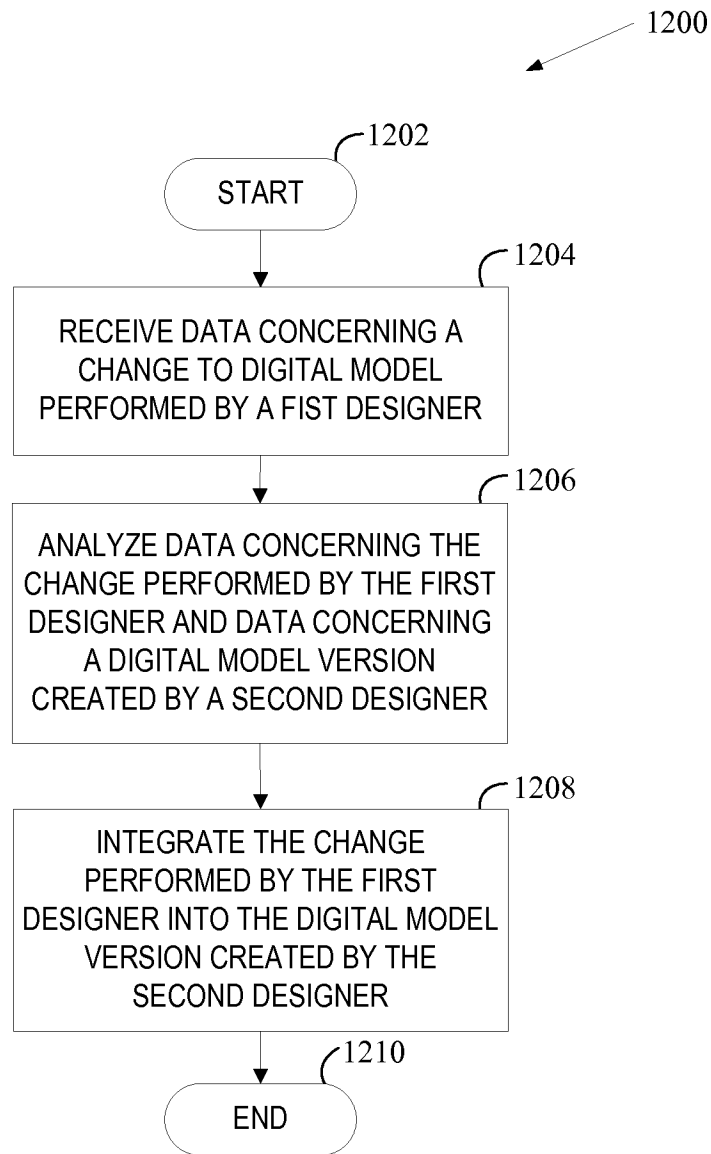 1200
1202
START
1204
RECEIVE DATA CONCERNING A
CHANGE TO DIGITAL MODEL
PERFORMED BY A FIST DESIGNER
1206
ANALYZE DATA CONCERNING THE
CHANGE PERFORMED BY THE FIRST
DESIGNER AND DATA CONCERNING
A DIGITAL MODEL VERSION
CREATED BY A SECOND DESIGNER
1208
INTEGRATE THE CHANGE
PERFORMED BY THE FIRST
DESIGNER INTO THE DIGITAL MODEL
VERSION CREATED BY THE
SECOND DESIGNER
1210
END